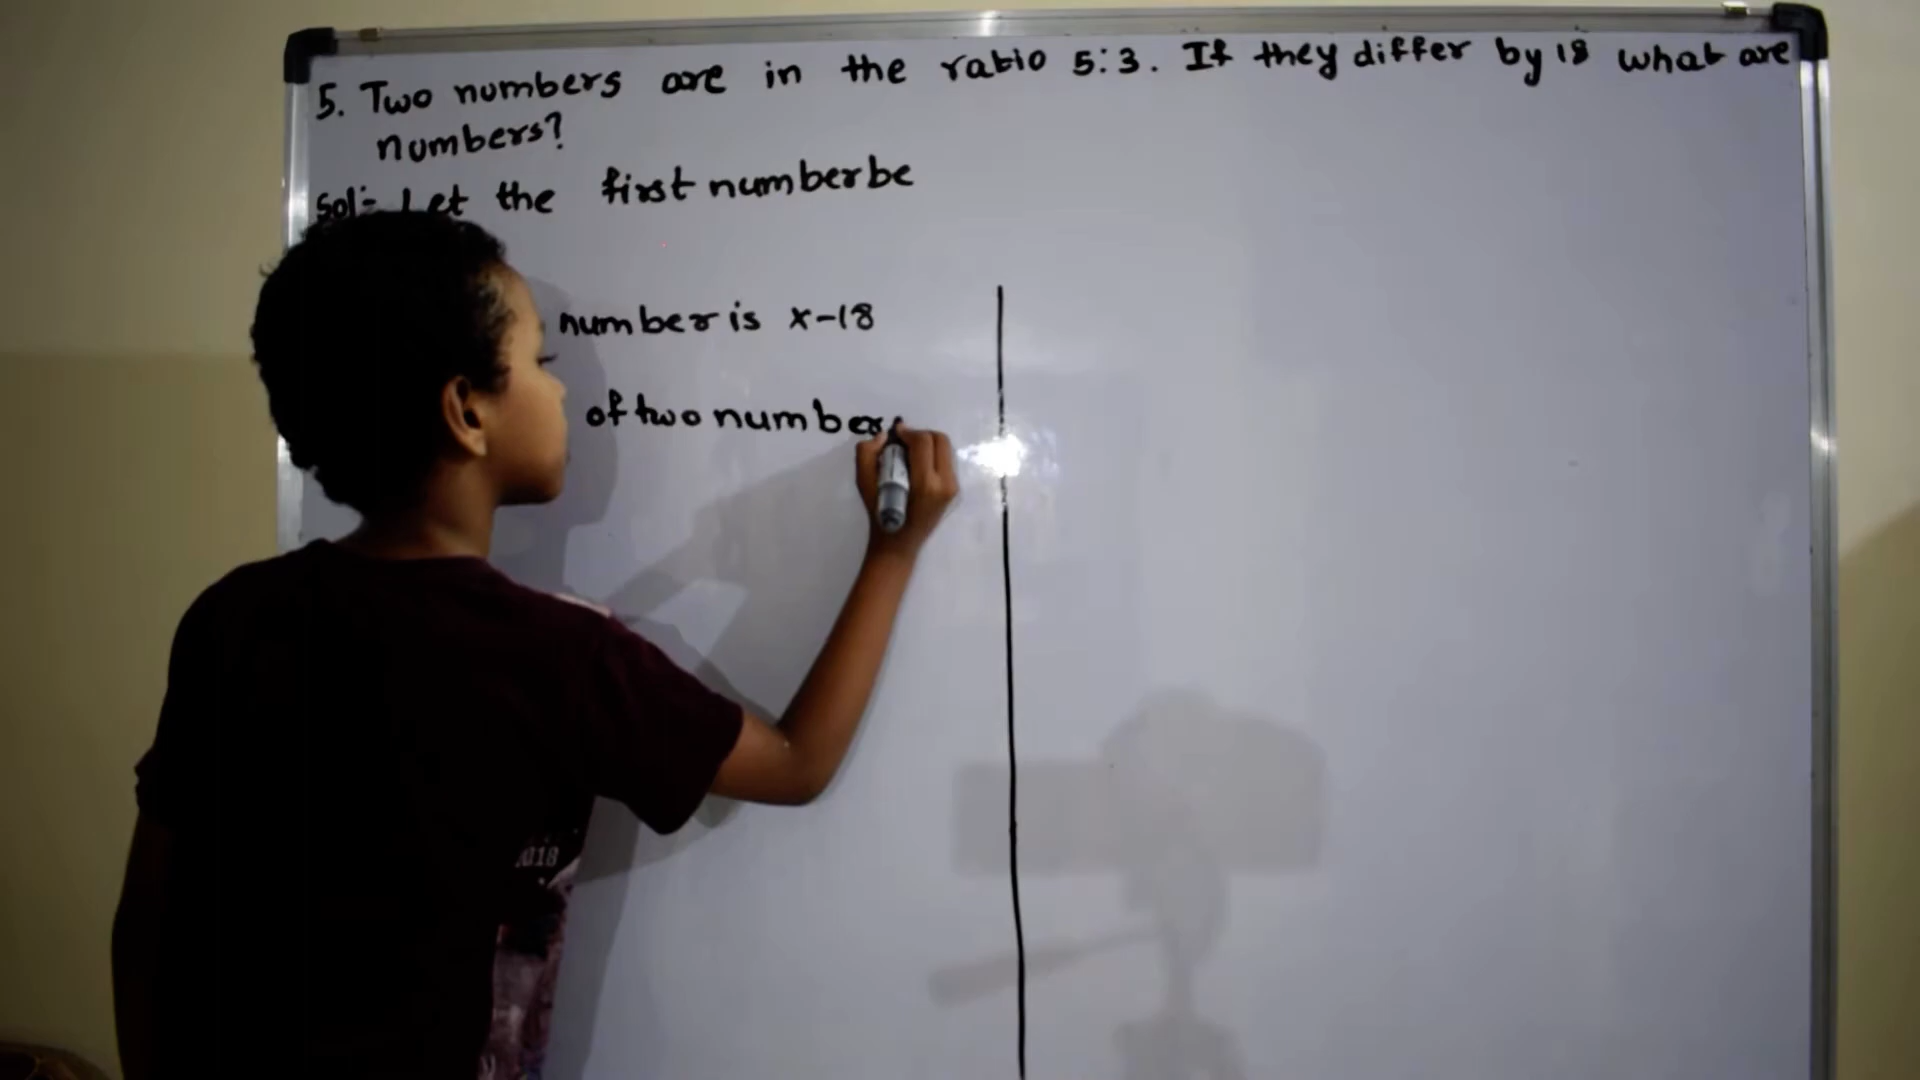 5. Two numbers are in the ratio 5:3. If they differ by 18 what are
numbers?
Sol:- Let the first number be
number is x-18
of two numbers
2018